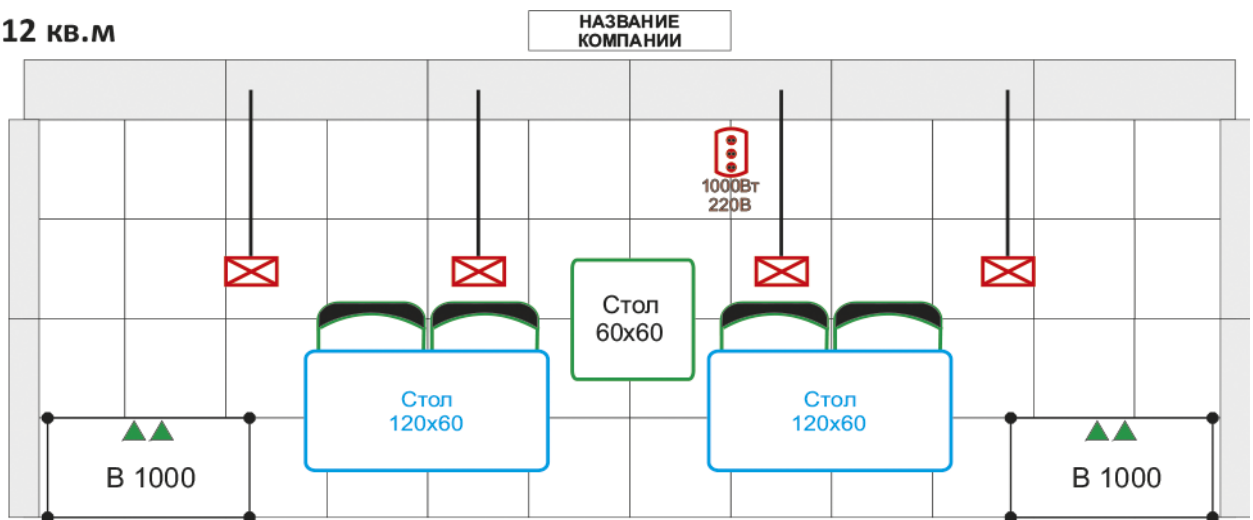 12 кв.м
НАЗВАНИЕ
КОМПАНИИ
1000Вт
220В
Стол
60x60
Стол
120x60
Стол
120x60
В 1000
В 1000